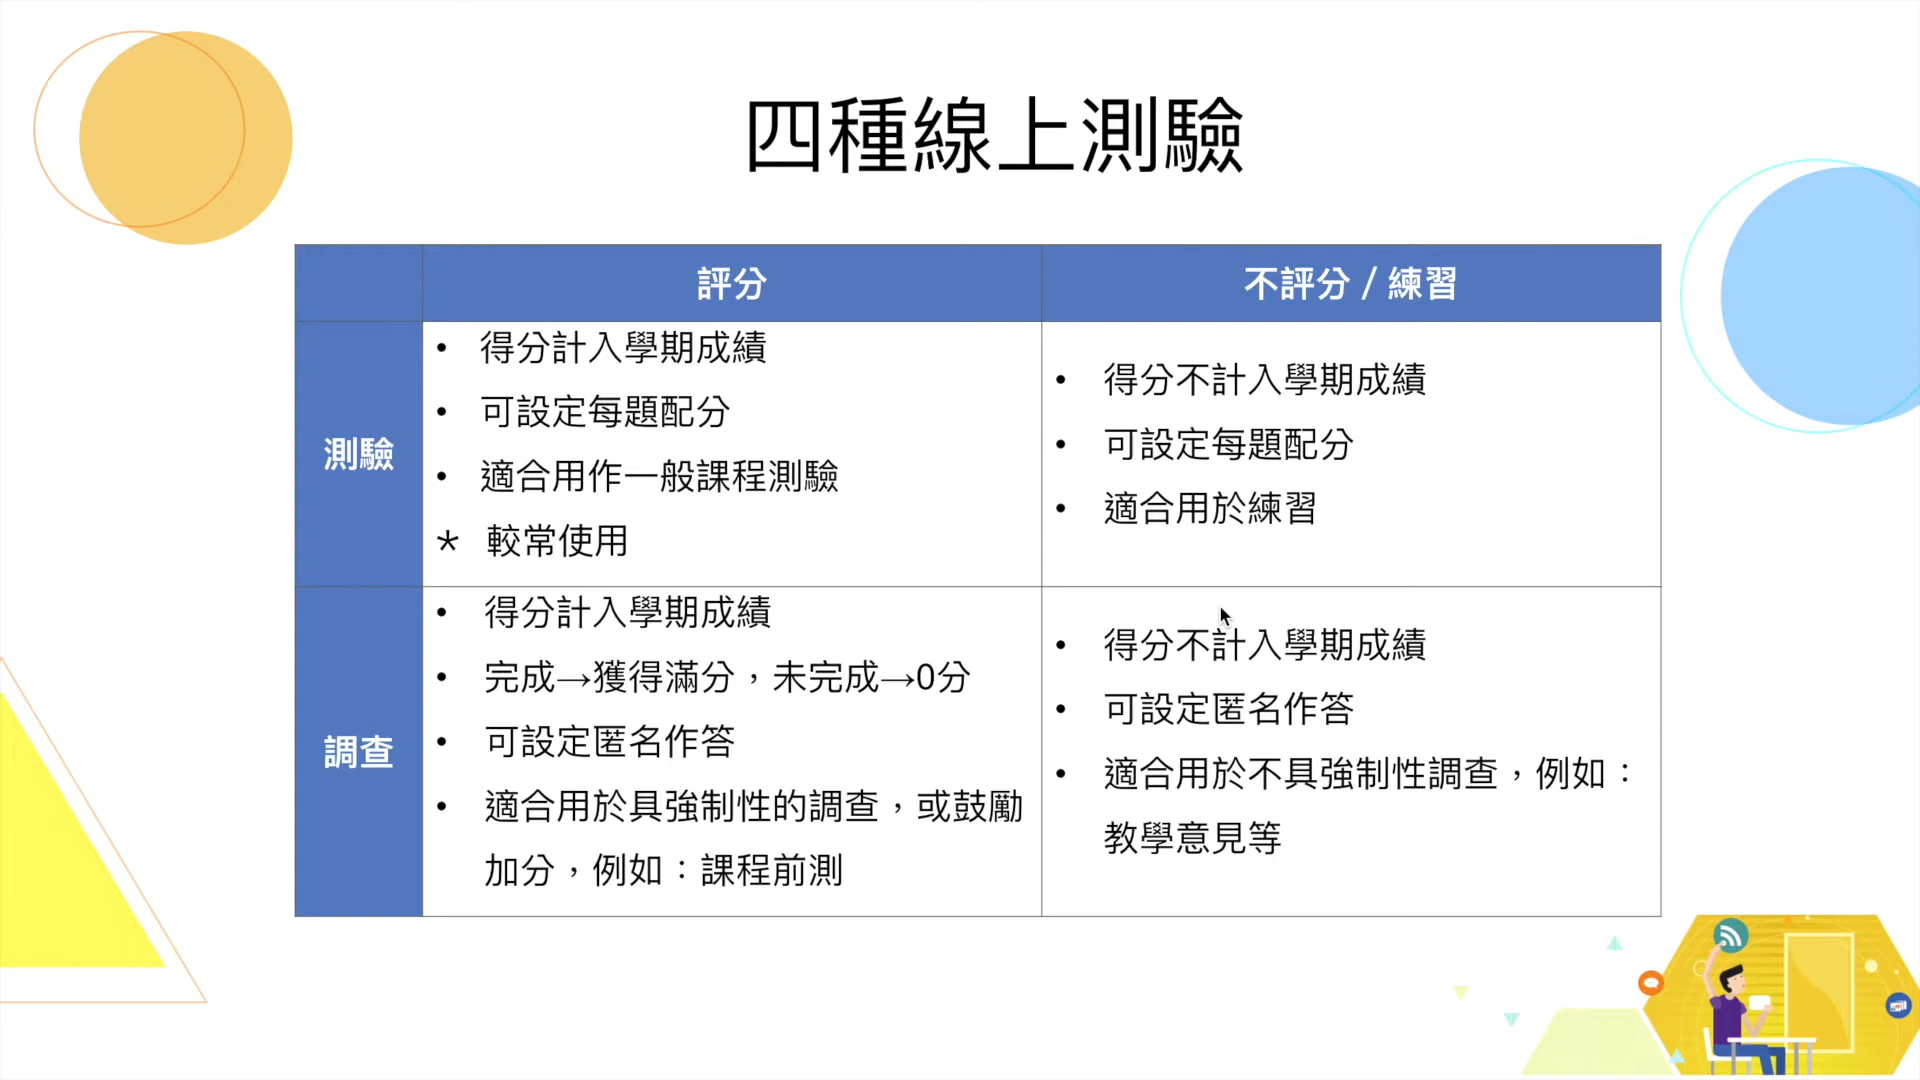 四種線上測驗
評分
不評分 / 練習
測驗
• 得分計入學期成績
• 可設定每題配分
• 適合用作一般課程測驗
* 較常使用
• 得分不計入學期成績
• 可設定每題配分
• 適合用於練習
調查
• 得分計入學期成績
• 完成→獲得滿分，未完成→0分
• 可設定匿名作答
• 適合用於具強制性的調查，或鼓勵
加分，例如：課程前測
• 得分不計入學期成績
• 可設定匿名作答
• 適合用於不具強制性調查，例如：
教學意見等